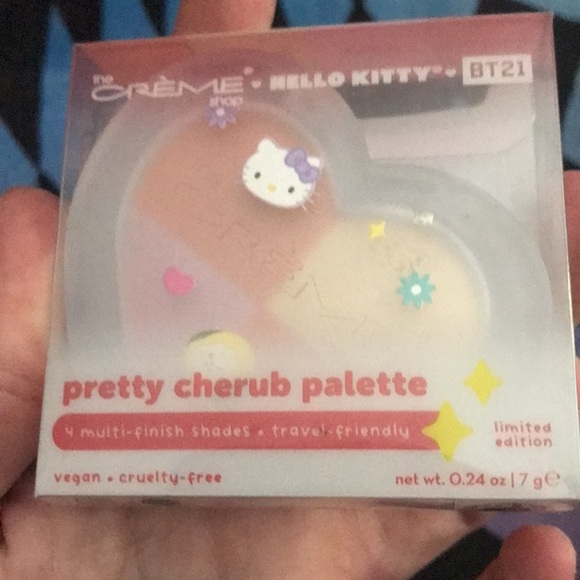 the CRÈME shop HELLO KITTY® BT21
pretty cherub palette
4 multi-finish shades • travel-friendly
limited
edition
vegan • cruelty-free
net wt. 0.24 oz | 7 g℮